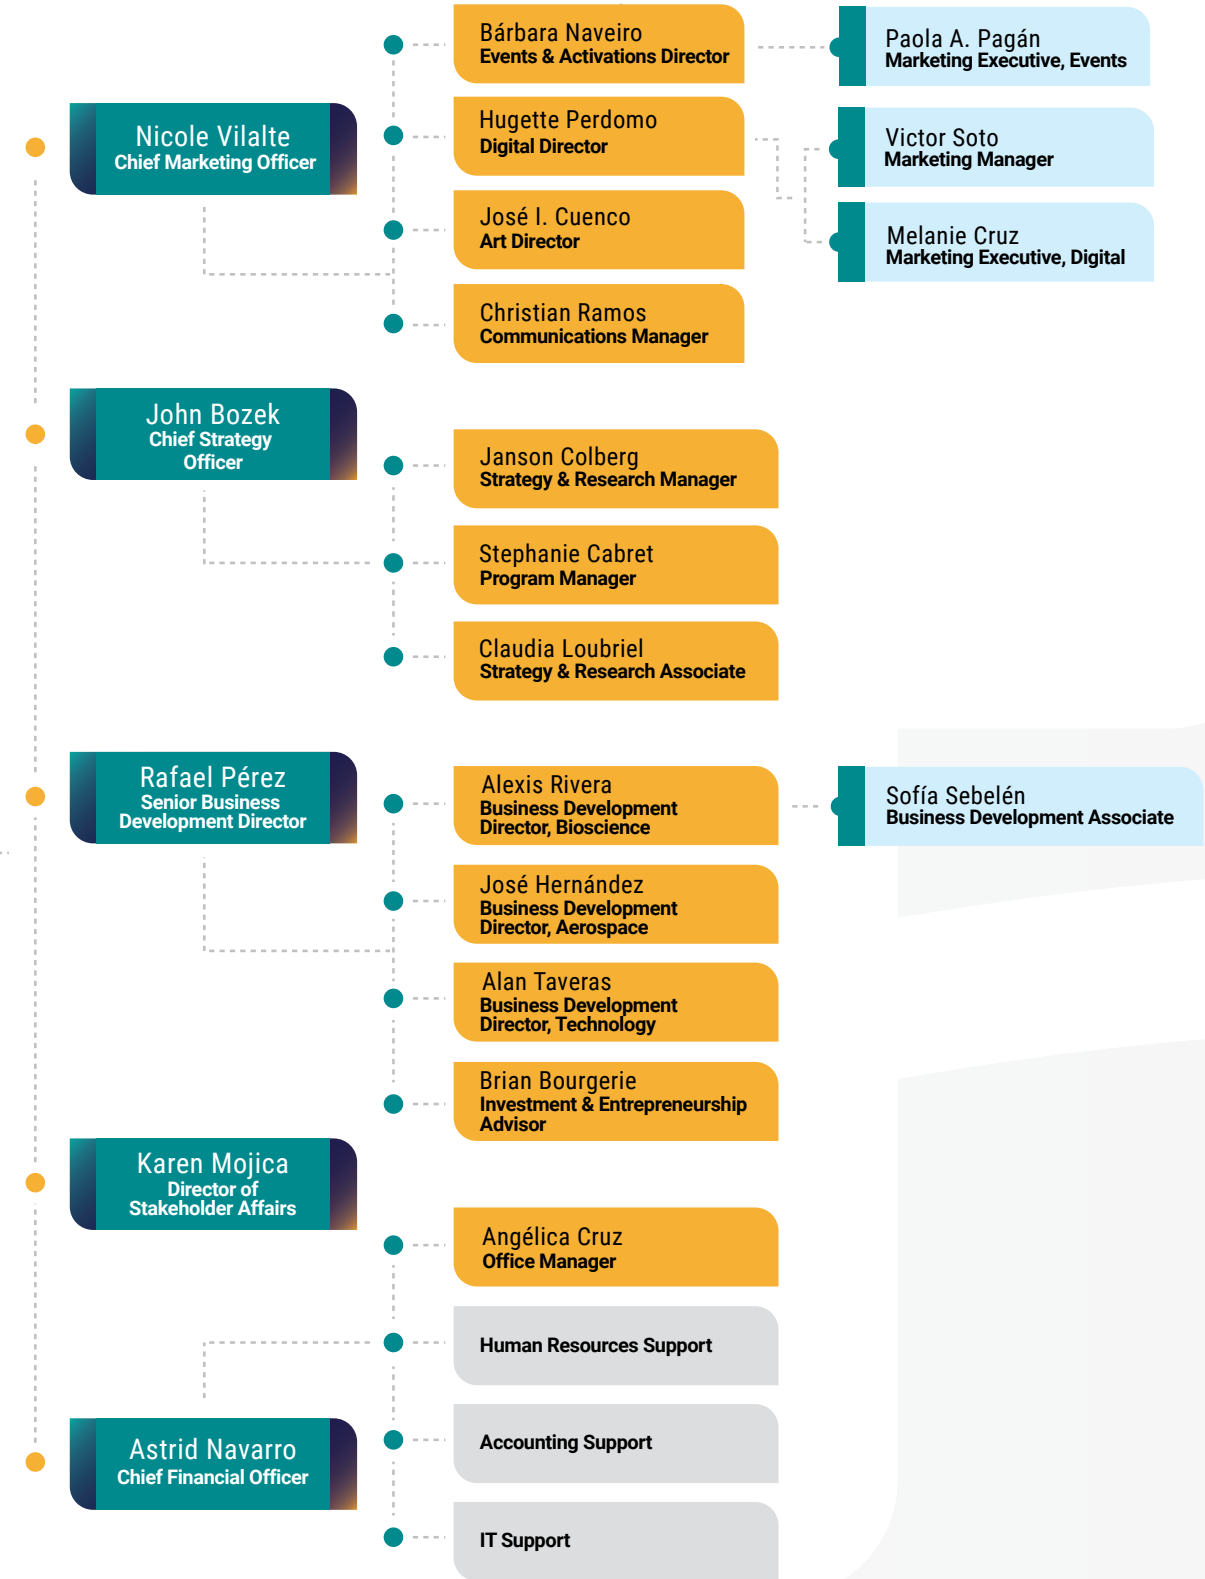 Nicole Vilalte
Chief Marketing Officer
Bárbara Naveiro
Events & Activations Director
Paola A. Pagán
Marketing Executive, Events
Hugette Perdomo
Digital Director
Victor Soto
Marketing Manager
Melanie Cruz
Marketing Executive, Digital
José I. Cuenco
Art Director
Christian Ramos
Communications Manager
John Bozek
Chief Strategy
Officer
Janson Colberg
Strategy & Research Manager
Stephanie Cabret
Program Manager
Claudia Loubriel
Strategy & Research Associate
Rafael Pérez
Senior Business
Development Director
Alexis Rivera
Business Development
Director, Bioscience
Sofía Sebelén
Business Development Associate
José Hernández
Business Development
Director, Aerospace
Alan Taveras
Business Development
Director, Technology
Brian Bourgerie
Investment & Entrepreneurship
Advisor
Karen Mojica
Director of
Stakeholder Affairs
Astrid Navarro
Chief Financial Officer
Angélica Cruz
Office Manager
Human Resources Support
Accounting Support
IT Support